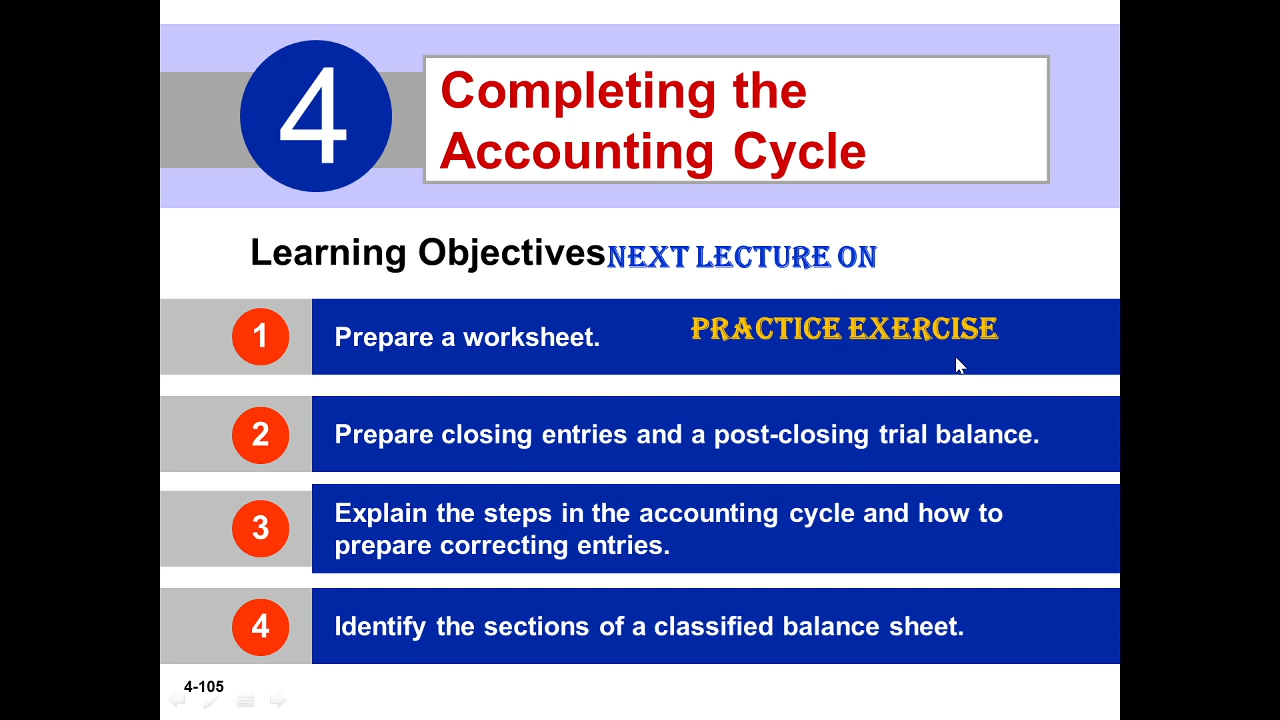 4
Completing the
Accounting Cycle
Learning Objectives NEXT LECTURE ON
1 Prepare a worksheet. PRACTICE EXERCISE
2 Prepare closing entries and a post-closing trial balance.
3 Explain the steps in the accounting cycle and how to
prepare correcting entries.
4 Identify the sections of a classified balance sheet.
4-105